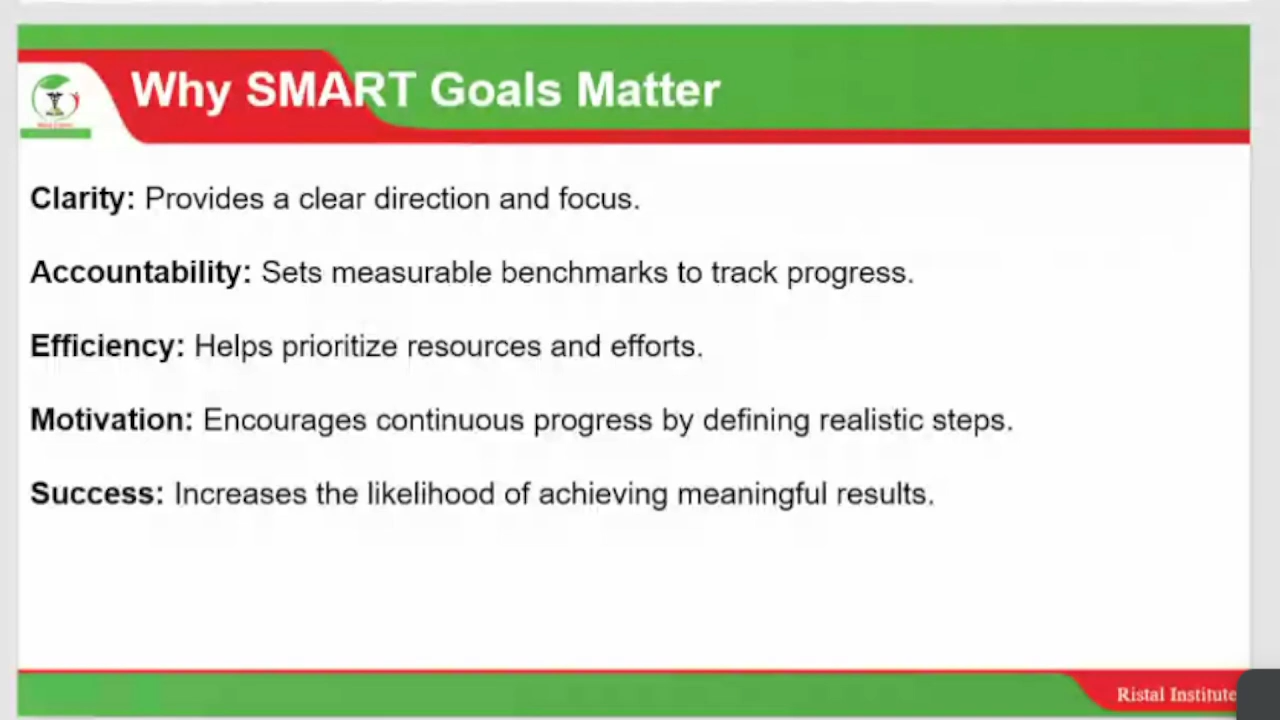 Why SMART Goals Matter
Clarity: Provides a clear direction and focus.
Accountability: Sets measurable benchmarks to track progress.
Efficiency: Helps prioritize resources and efforts.
Motivation: Encourages continuous progress by defining realistic steps.
Success: Increases the likelihood of achieving meaningful results.
Ristal Institute